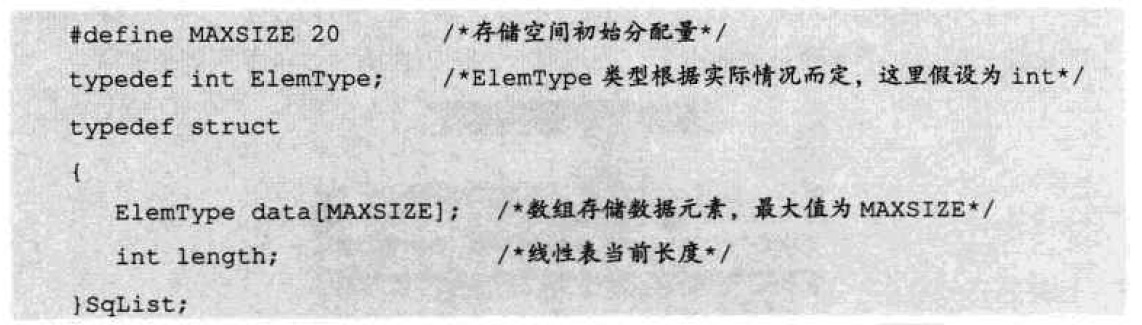 #define MAXSIZE 20 /*存储空间初始分配量*/
typedef int ElemType; /*ElemType 类型根据实际情况而定，这里假设为 int*/
typedef struct
{
ElemType data[MAXSIZE]; /*数组存储数据元素，最大值为 MAXSIZE*/
int length; /*线性表当前长度*/
}SqList;